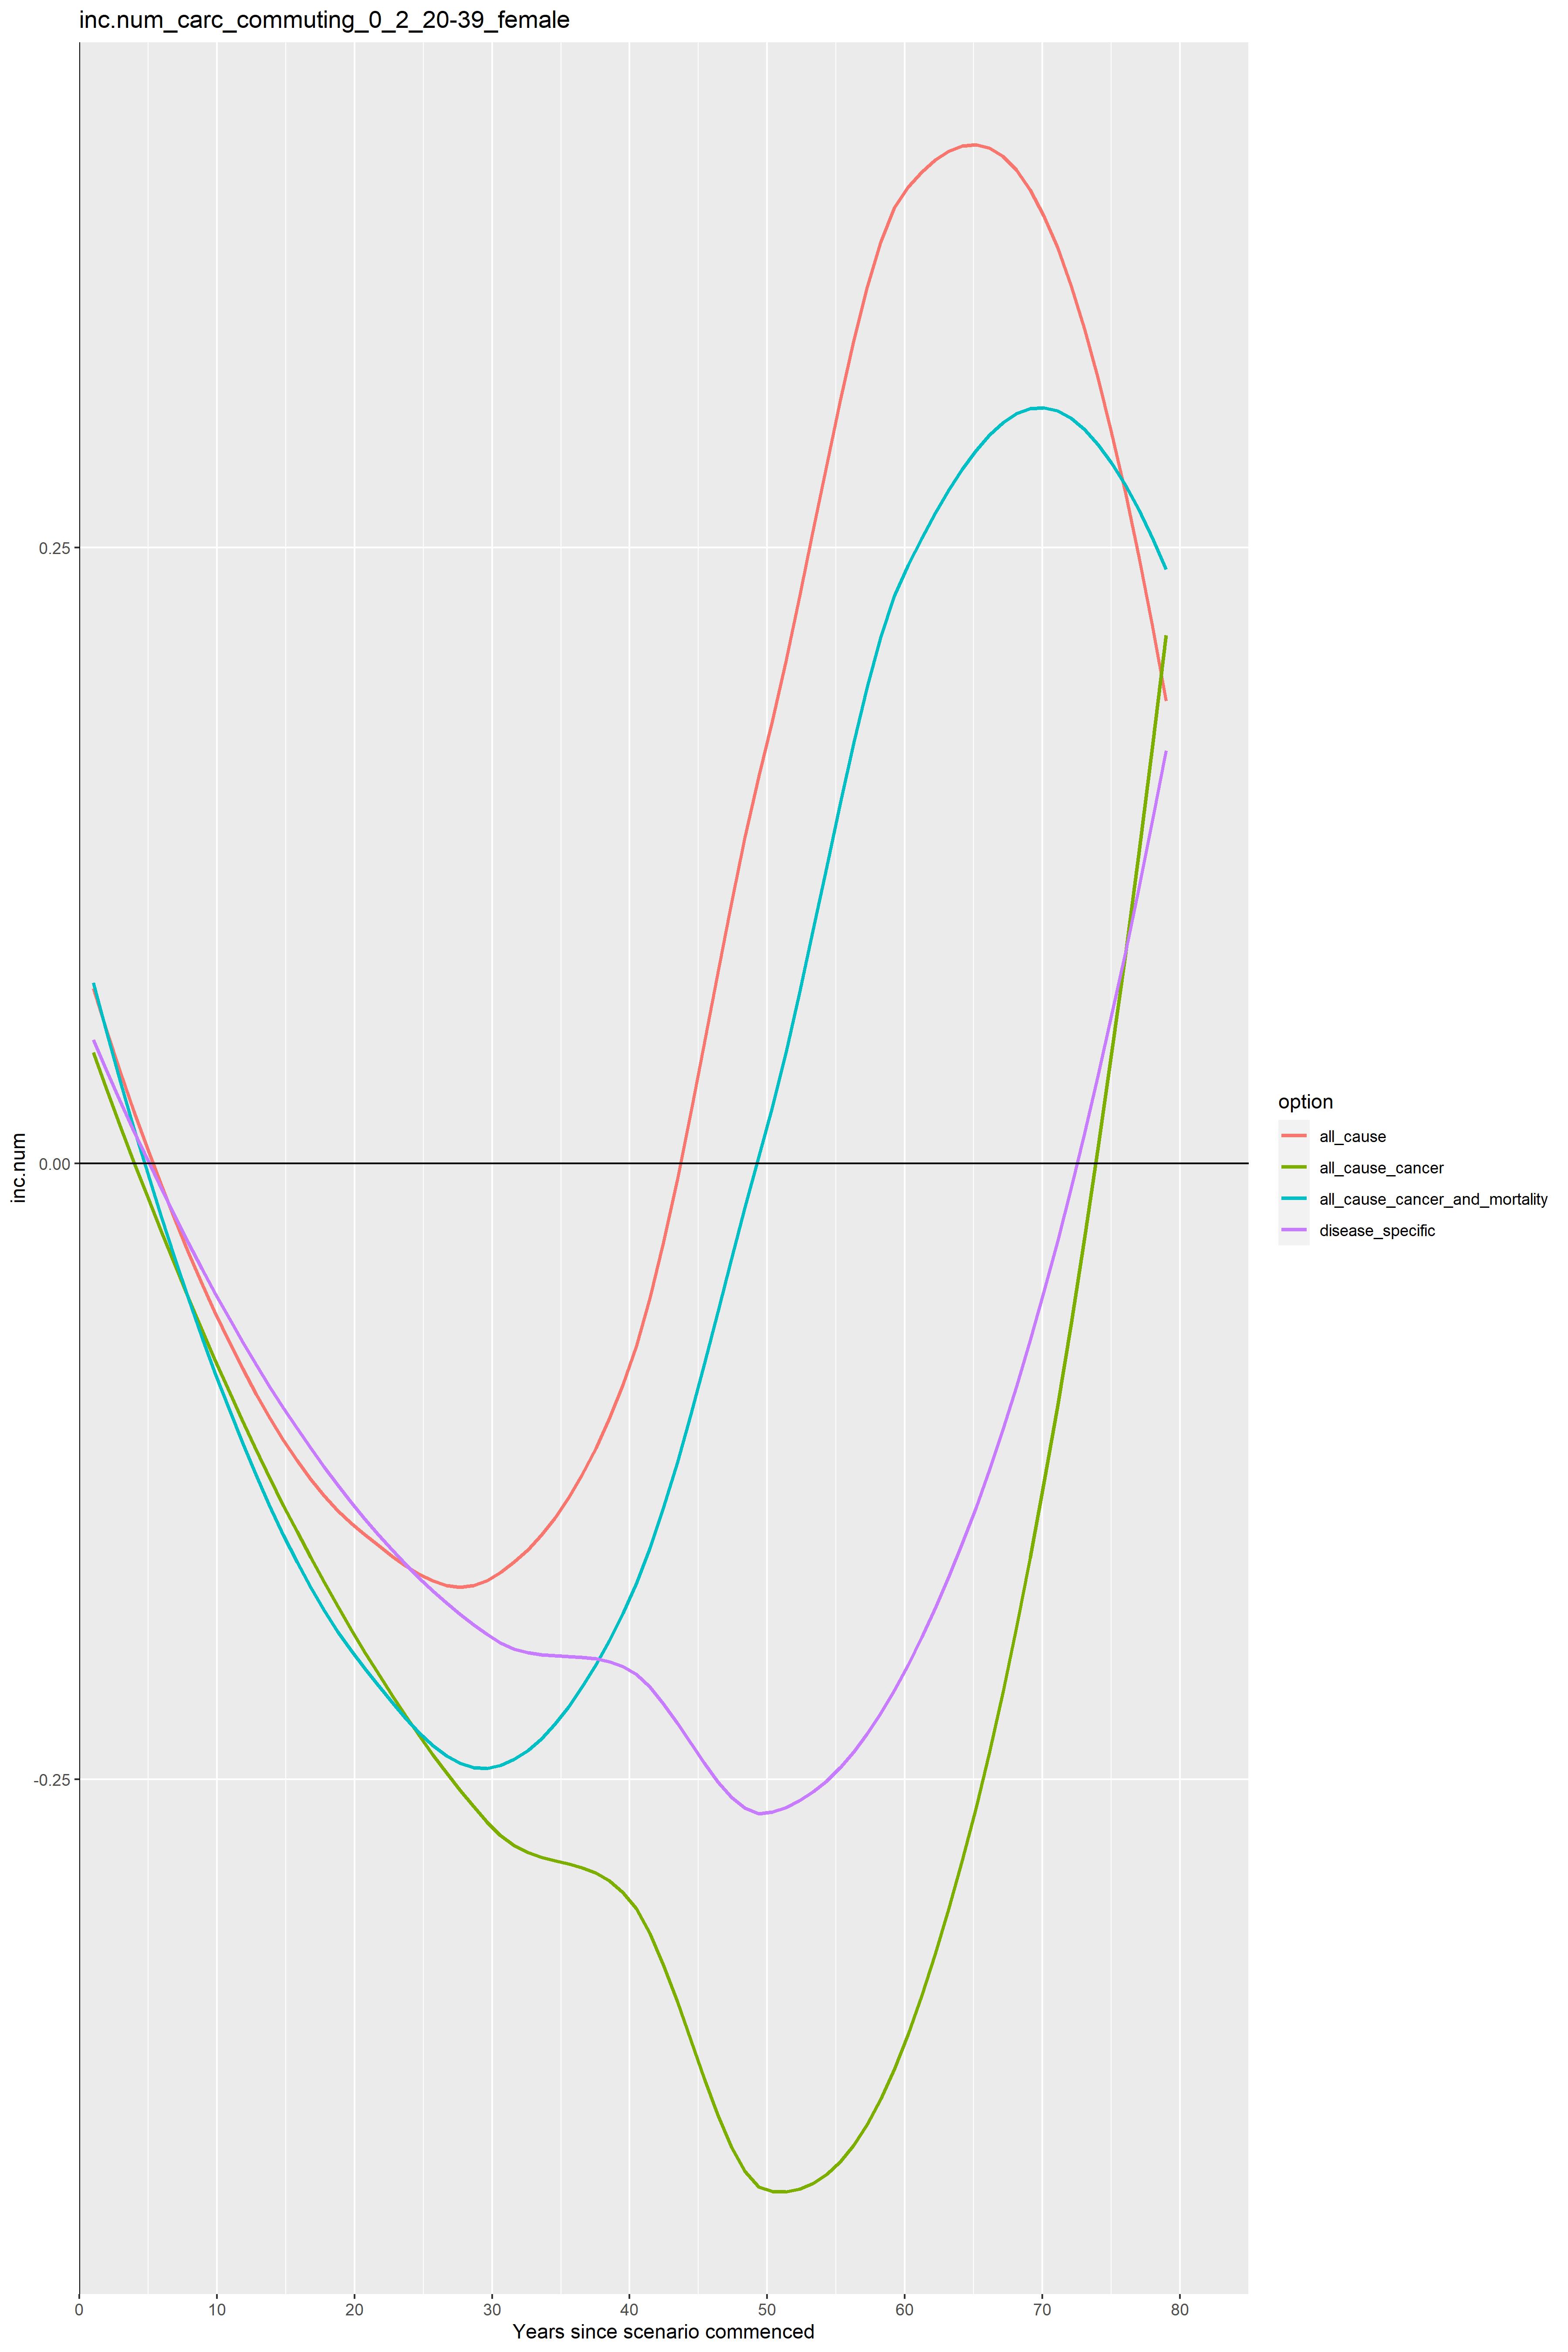 inc.num_carc_commuting_0_2_20-39_female
inc.num
0.25
0.00
-0.25
0 10 20 30 40 50 60 70 80
Years since scenario commenced
option
all_cause
all_cause_cancer
all_cause_cancer_and_mortality
disease_specific